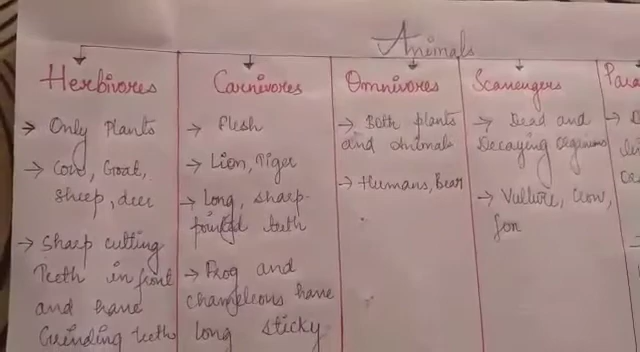 Animals
Herbivores
→ Only Plants
→ Cow, Goat,
Sheep, deer
→ Sharp cutting
Teeth in front
and have
Grinding teeth
Carnivores
→ flesh
→ Lion, Tiger
→ Long, sharp
pointed teeth
→ Frog and
chameleons have
long sticky
Omnivores
→ Both plants
and Animals
→ Humans, Bear
Scavengers
→ Dead and
Decaying organisms
→ Vulture, Crow,
fox
Para